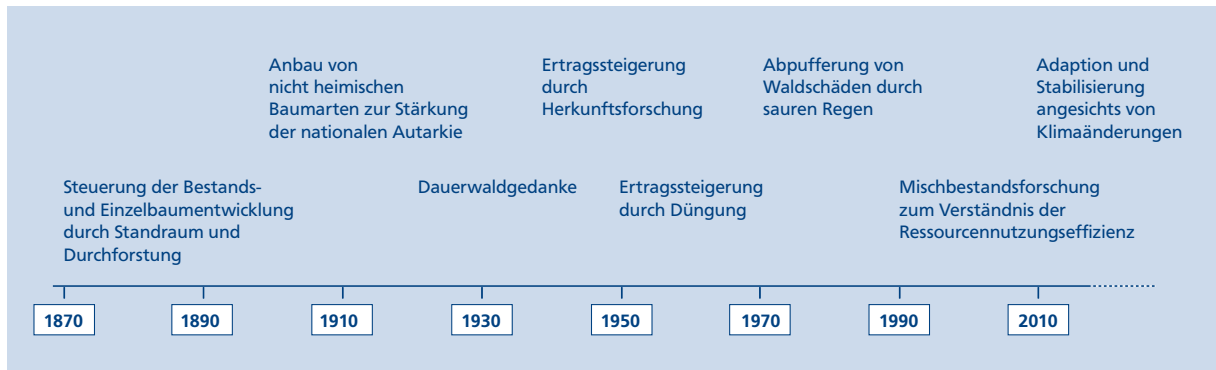 Anbau von
nicht heimischen
Baumarten zur Stärkung
der nationalen Autarkie
Ertragssteigerung
durch
Herkunftsforschung
Abpufferung von
Waldschäden durch
sauren Regen
Adaption und
Stabilisierung
angesichts von
Klimaänderungen
Steuerung der Bestands-
und Einzelbaumentwicklung
durch Standraum und
Durchforstung
Dauerwaldgedanke
Ertragssteigerung
durch Düngung
Mischbestandsforschung
zum Verständnis der
Ressourcennutzungseffizienz
1870 1890 1910 1930 1950 1970 1990 2010